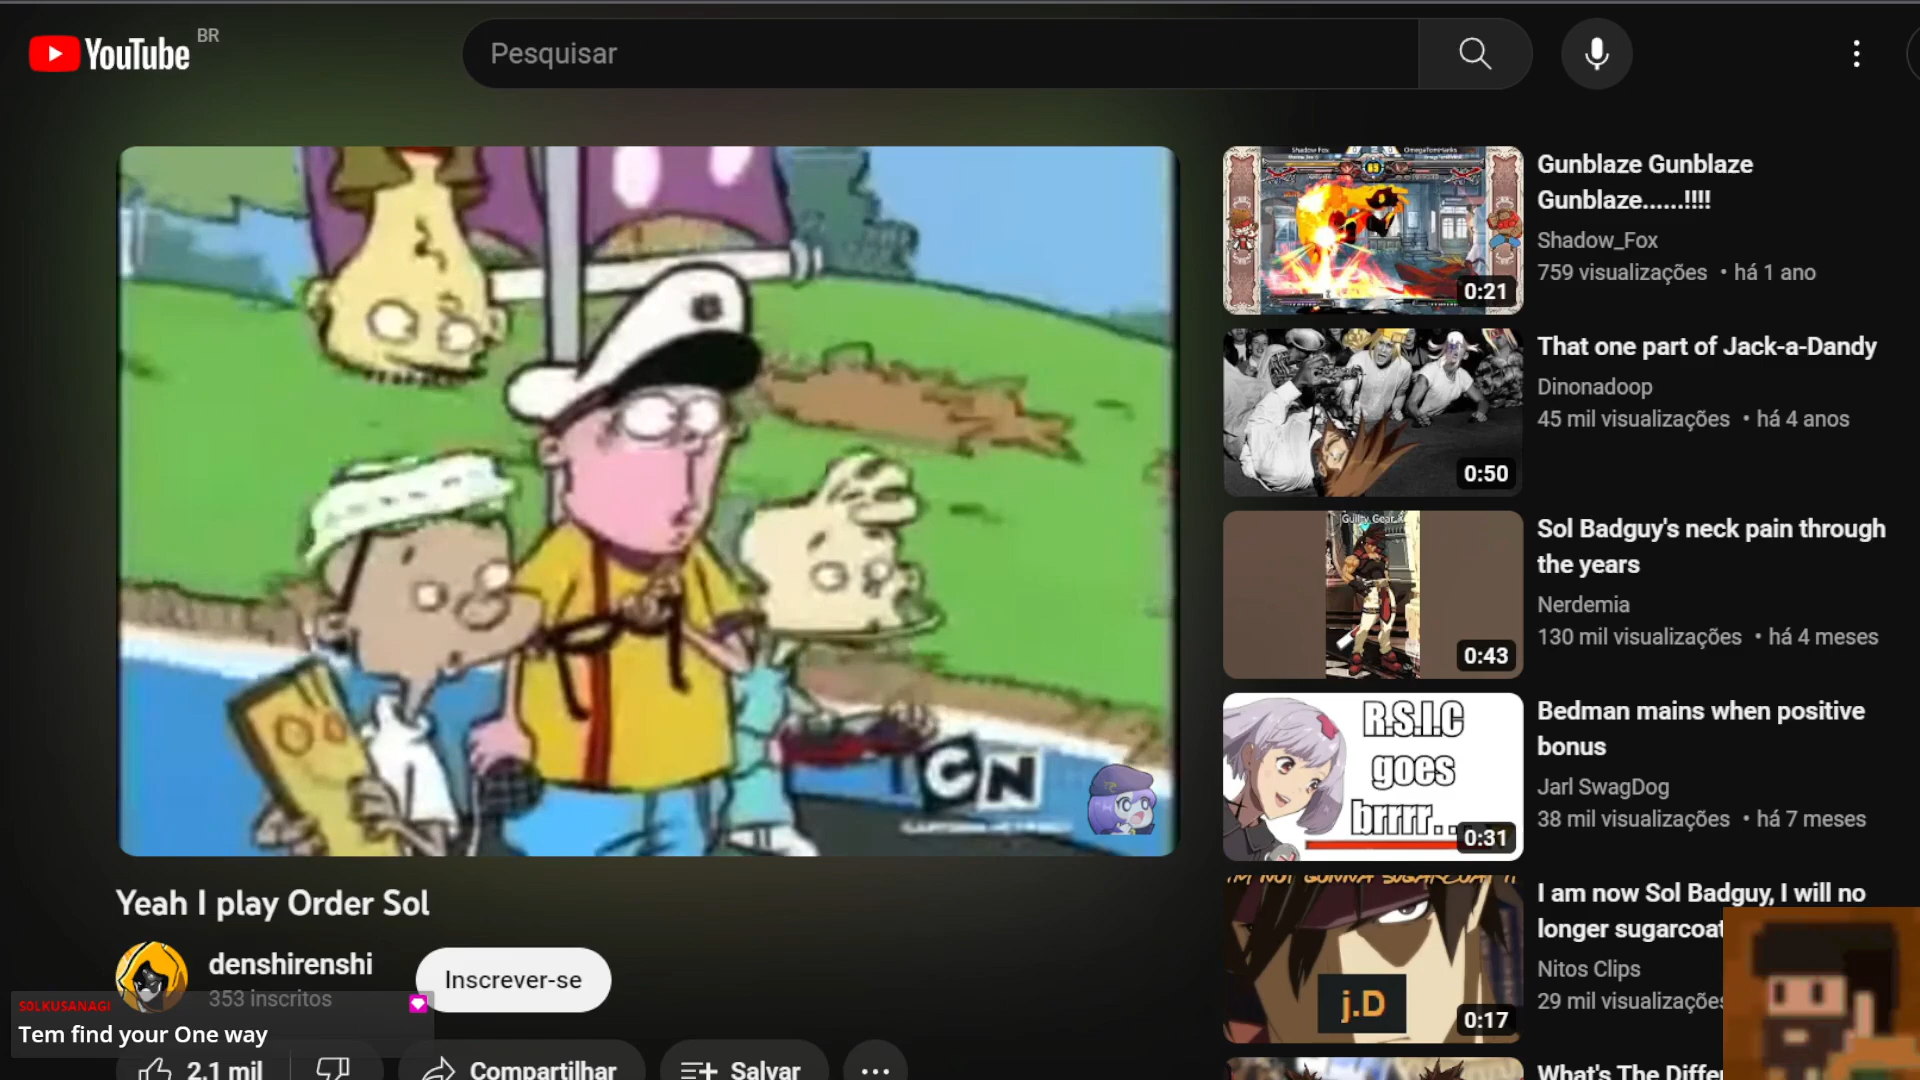 YouTube BR
Pesquisar
CN
Yeah I play Order Sol
denshirenshi
353 inscritos
Inscrever-se
S0LKUSANAGI
Tem find your One way
2,1 mil
Compartilhar
Salvar
Gunblaze Gunblaze
Gunblaze......!!!!
Shadow_Fox
759 visualizações • há 1 ano
0:21
That one part of Jack-a-Dandy
Dinonadoop
45 mil visualizações • há 4 anos
0:50
Sol Badguy's neck pain through
the years
Nerdemia
130 mil visualizações • há 4 meses
0:43
R.S.I.C
goes
brrrr..
0:31
Bedman mains when positive
bonus
Jarl SwagDog
38 mil visualizações • há 7 meses
I'M NOT GONNA SUGARCOAT IT
j.D
0:17
I am now Sol Badguy, I will no
longer sugarcoat
Nitos Clips
29 mil visualizações
What's The Differ